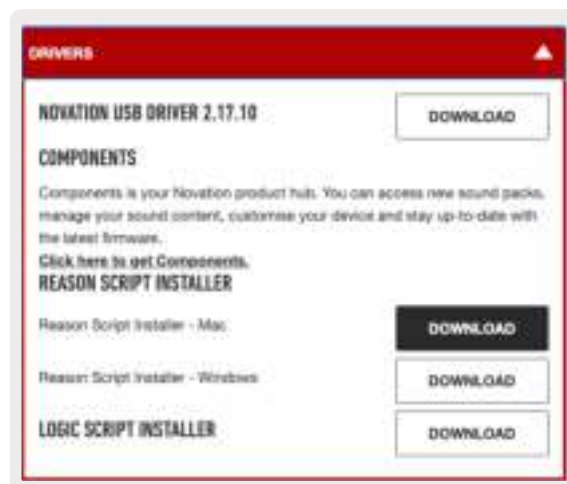 DRIVERS
NOVATION USB DRIVER 2.17.10
DOWNLOAD
COMPONENTS
Components is your Novation product hub. You can access new sound packs,
manage your sound content, customise your device and stay up-to-date with
the latest firmware.
Click here to get Components.
REASON SCRIPT INSTALLER
Reason Script Installer - Mac
DOWNLOAD
Reason Script Installer - Windows
DOWNLOAD
LOGIC SCRIPT INSTALLER
DOWNLOAD